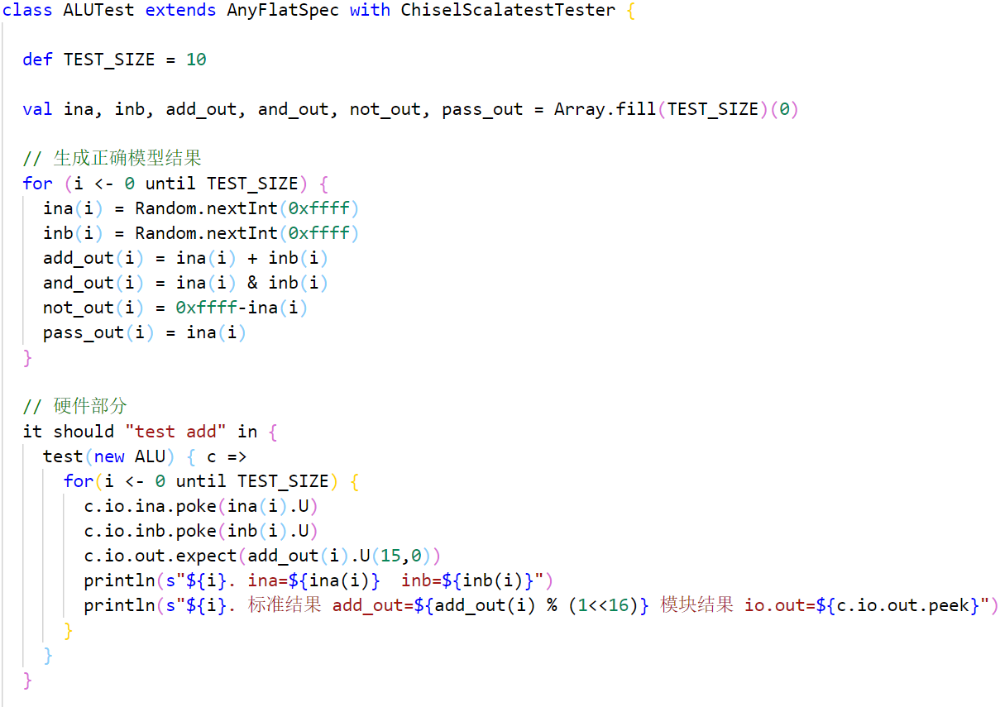 class ALUTest extends AnyFlatSpec with ChiselScalatestTester {
def TEST_SIZE = 10
val ina, inb, add_out, and_out, not_out, pass_out = Array.fill(TEST_SIZE)(0)
// 生成正确模型结果
for (i <- 0 until TEST_SIZE) {
ina(i) = Random.nextInt(0xffff)
inb(i) = Random.nextInt(0xffff)
add_out(i) = ina(i) + inb(i)
and_out(i) = ina(i) & inb(i)
not_out(i) = 0xffff-ina(i)
pass_out(i) = ina(i)
}
// 硬件部分
it should "test add" in {
test(new ALU) { c =>
for(i <- 0 until TEST_SIZE) {
c.io.ina.poke(ina(i).U)
c.io.inb.poke(inb(i).U)
c.io.out.expect(add_out(i).U(15,0))
println(s"${i}. ina=${ina(i)}  inb=${inb(i)}")
println(s"${i}. 标准结果 add_out=${add_out(i) % (1<<16)} 模块结果 io.out=${c.io.out.peek}")
}
}
}